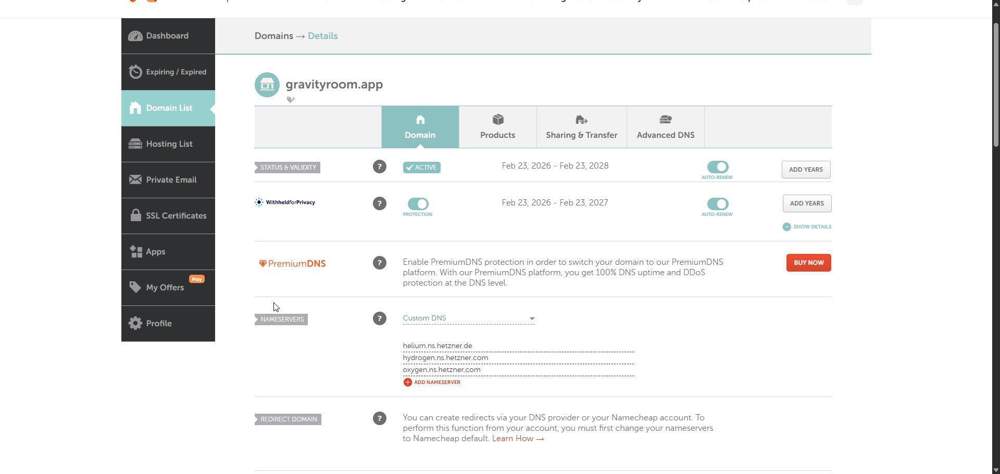 Dashboard
Expiring / Expired
Domain List
Hosting List
Private Email
SSL Certificates
Apps
My Offers
May
Profile
Domains → Details
gravityroom.app
Domain
Products
Sharing & Transfer
Advanced DNS
STATUS & VALIDITY
?
ACTIVE
Feb 23, 2026 - Feb 23, 2028
AUTO-RENEW
ADD YEARS
WithheldforPrivacy
?
PROTECTION
Feb 23, 2026 - Feb 23, 2027
AUTO-RENEW
ADD YEARS
SHOW DETAILS
PremiumDNS
?
Enable PremiumDNS protection in order to switch your domain to our PremiumDNS
platform. With our PremiumDNS platform, you get 100% DNS uptime and DDoS
protection at the DNS level.
BUY NOW
NAMESERVERS
?
Custom DNS
helium.ns.hetzner.de
hydrogen.ns.hetzner.com
oxygen.ns.hetzner.com
ADD NAMESERVER
REDIRECT DOMAIN
?
You can create redirects via your DNS provider or your Namecheap account. To
perform this function from your account, you must first change your nameservers
to Namecheap default. Learn How →